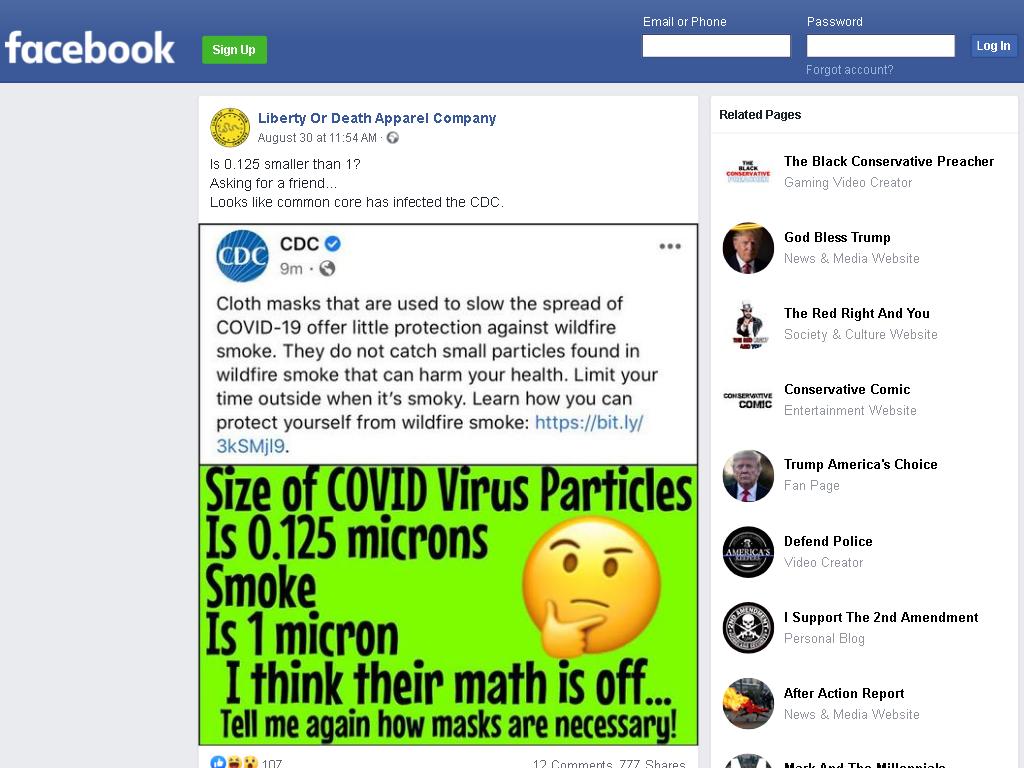 facebook
Sign Up
Email or Phone
Password
Log In
Forgot account?
Liberty Or Death Apparel Company
August 30 at 11:54 AM ·
Is 0.125 smaller than 1?
Asking for a friend...
Looks like common core has infected the CDC.
CDC
CDC
9m ·
Cloth masks that are used to slow the spread of
COVID-19 offer little protection against wildfire
smoke. They do not catch small particles found in
wildfire smoke that can harm your health. Limit your
time outside when it's smoky. Learn how you can
protect yourself from wildfire smoke: https://bit.ly/
3kSMjl9.
Size of COVID Virus Particles
Is 0.125 microns
Smoke
Is 1 micron
I think their math is off...
Tell me again how masks are necessary!
107
12 Comments 777 Shares
Related Pages
THE BLACK CONSERVATIVE PREACHER
The Black Conservative Preacher
Gaming Video Creator
God Bless Trump
News & Media Website
The Red Right And You
Society & Culture Website
CONSERVATIVE COMIC
Conservative Comic
Entertainment Website
Trump America's Choice
Fan Page
AMERICA'S
Defend Police
Video Creator
2ND AMENDMENT
I Support The 2nd Amendment
Personal Blog
After Action Report
News & Media Website
Mark And The Millennials